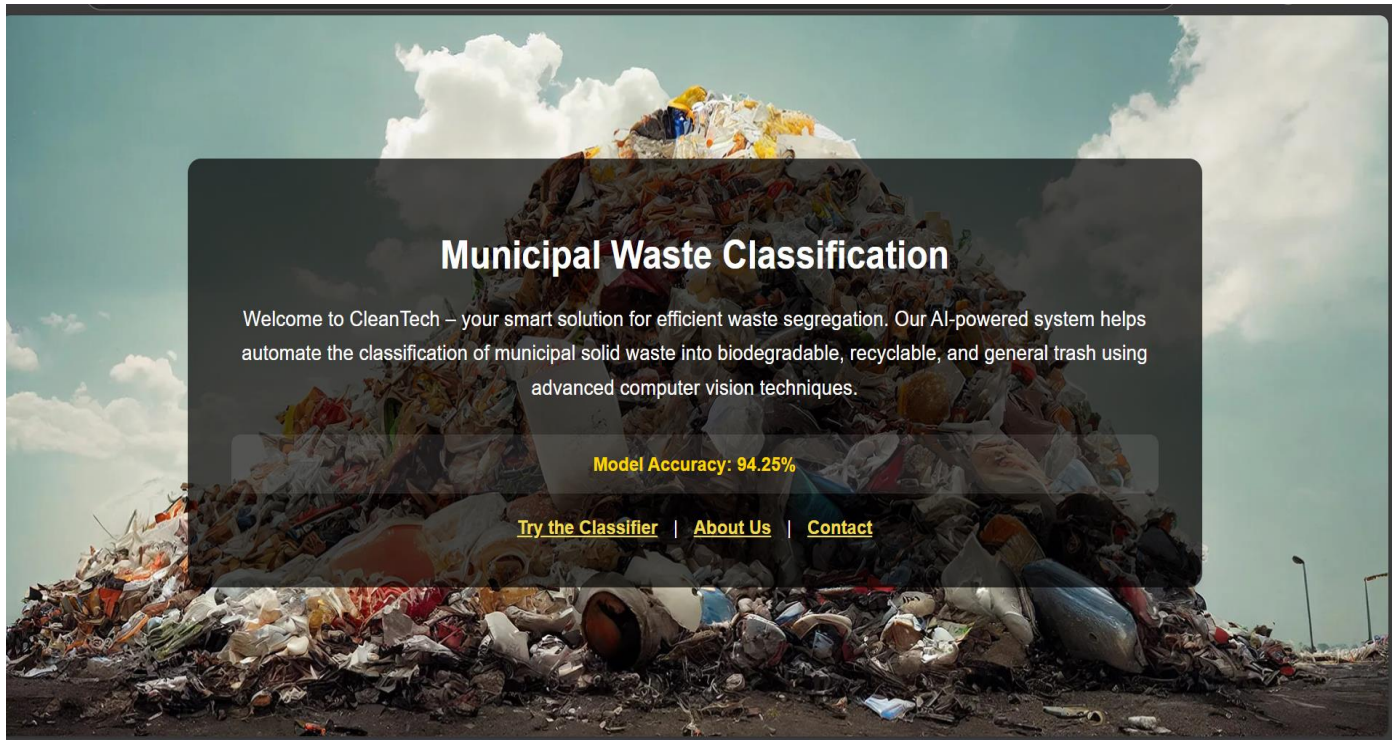 Municipal Waste Classification
Welcome to CleanTech – your smart solution for efficient waste segregation. Our AI-powered system helps
automate the classification of municipal solid waste into biodegradable, recyclable, and general trash using
advanced computer vision techniques.
Model Accuracy: 94.25%
Try the Classifier | About Us | Contact